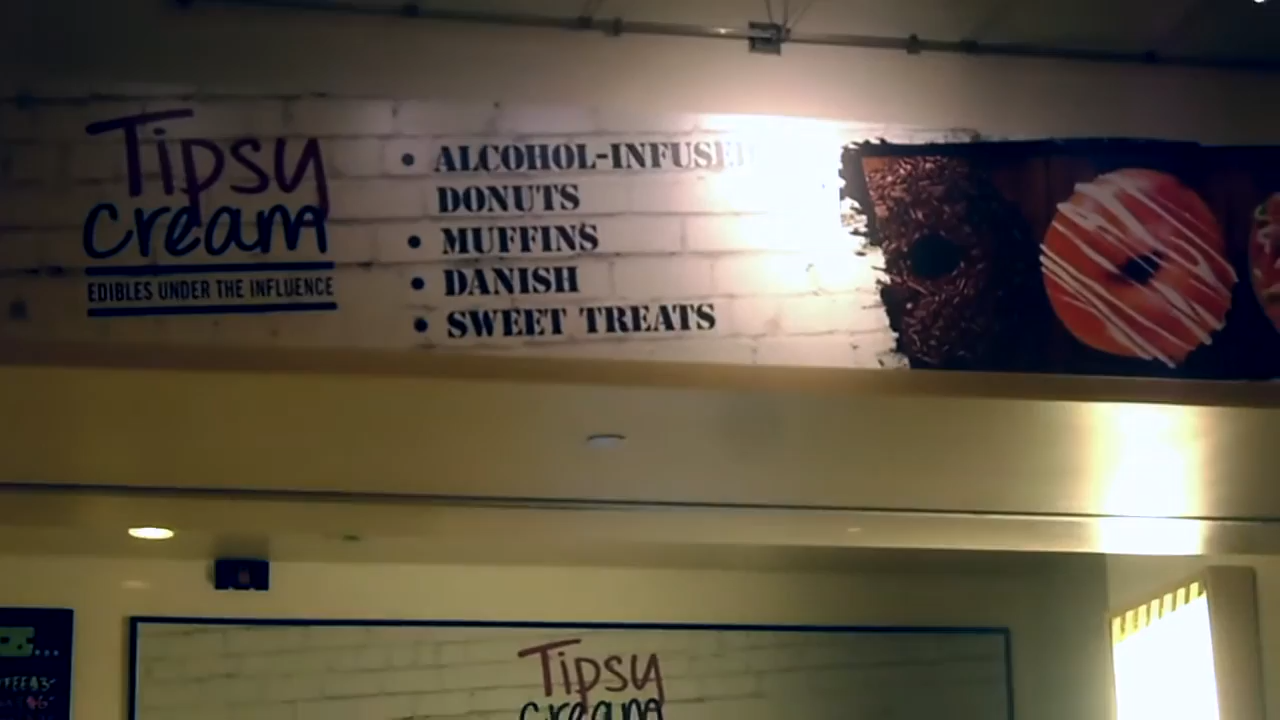 Tipsy
cream
EDIBLES UNDER THE INFLUENCE
• ALCOHOL-INFUSED
DONUTS
• MUFFINS
• DANISH
• SWEET TREATS
Tipsy
cream